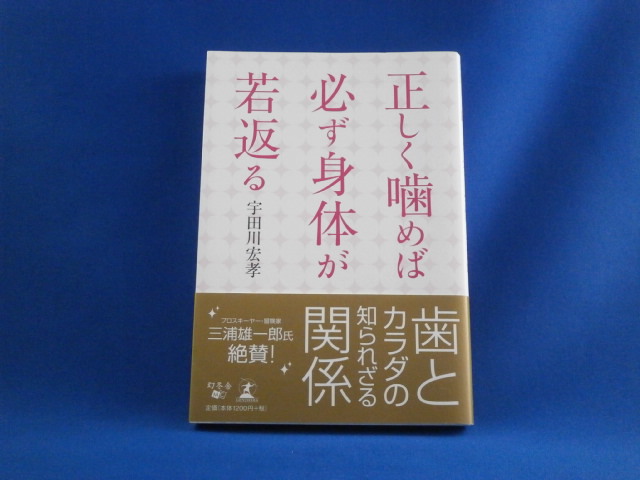 正しく噛めば
必ず身体が
若返る
宇田川宏孝
歯と
カラダの
知られざる
関係
プロスキーヤー・冒険家
三浦雄一郎氏
絶賛!
幻冬舎
定価(本体1200円+税)